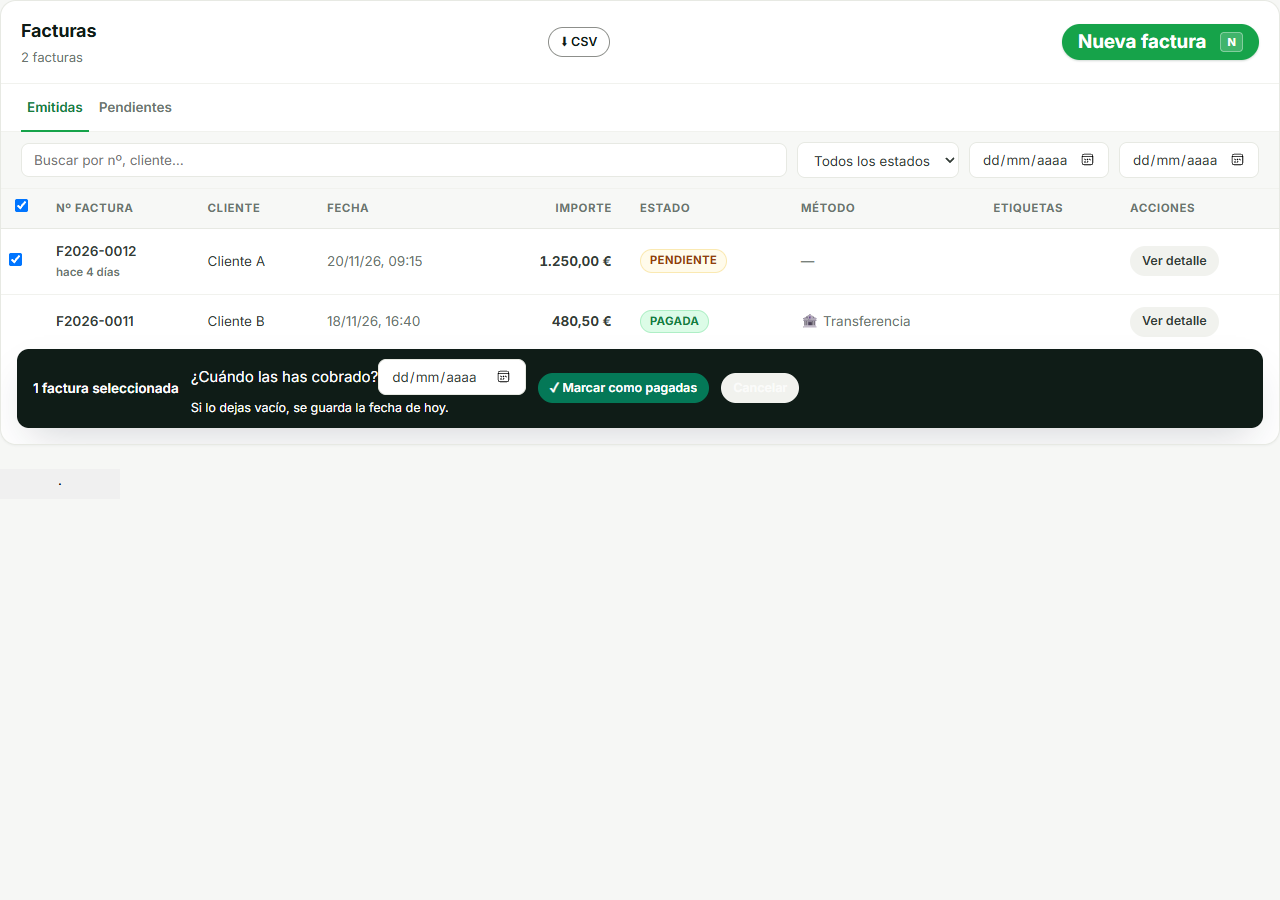 Facturas
2 facturas
⬇ CSV
Nueva factura N
Emitidas Pendientes
Buscar por nº, cliente...
Todos los estados
dd/mm/aaaa
dd/mm/aaaa
Nº FACTURA CLIENTE FECHA IMPORTE ESTADO MÉTODO ETIQUETAS ACCIONES
F2026-0012
hace 4 días
Cliente A 20/11/26, 09:15 1.250,00 € PENDIENTE — Ver detalle
F2026-0011 Cliente B 18/11/26, 16:40 480,50 € PAGADA Transferencia Ver detalle
1 factura seleccionada
¿Cuándo las has cobrado? dd/mm/aaaa
Si lo dejas vacío, se guarda la fecha de hoy.
✓ Marcar como pagadas
Cancelar
.